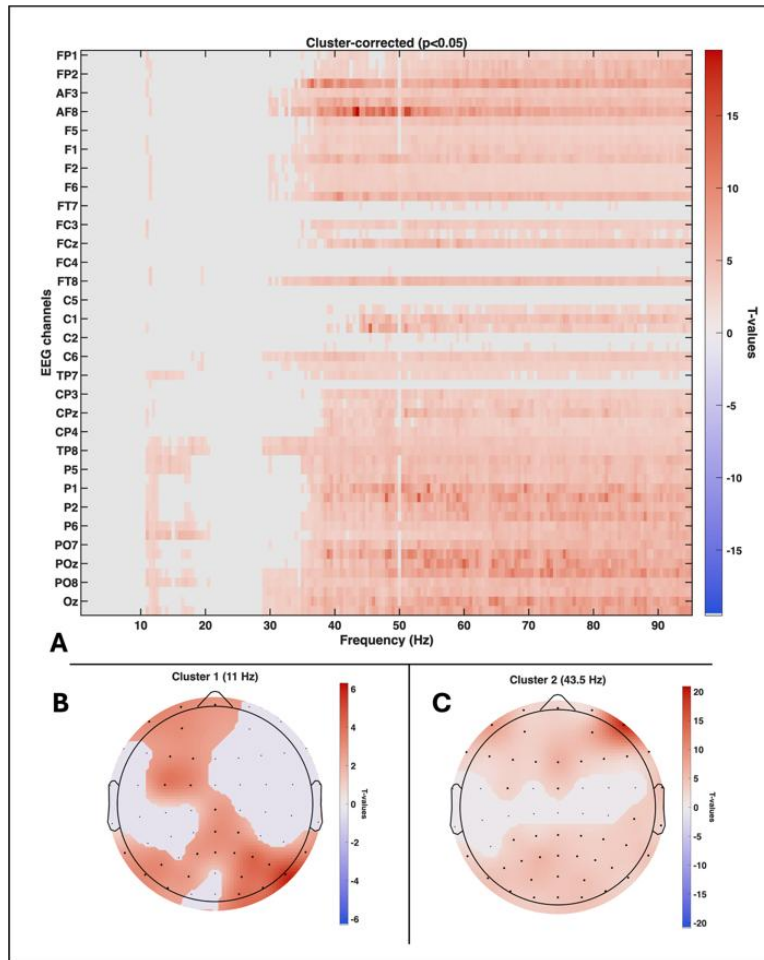 Cluster-corrected (p<0.05)
FP1
FP2
AF3
AF8
F5
F1
F2
F6
FT7
FC3
FCz
FC4
FT8
C5
C1
C2
C6
TP7
CP3
CPz
CP4
TP8
P5
P1
P2
P6
PO7
POz
PO8
Oz
EEG channels
10 20 30 40 50 60 70 80 90
Frequency (Hz)
15
10
5
0
-5
-10
-15
T-values
A
B
Cluster 1 (11 Hz)
6
4
2
0
-2
-4
-6
T-values
C
Cluster 2 (43.5 Hz)
20
15
10
5
0
-5
-10
-15
-20
T-values